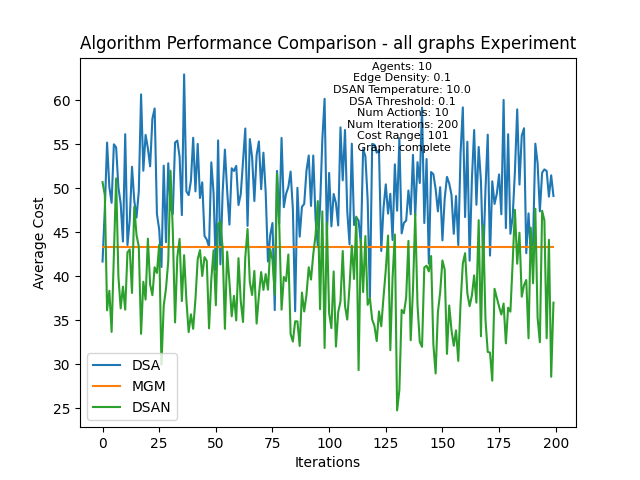 Algorithm Performance Comparison - all graphs Experiment
Agents: 10
Edge Density: 0.1
DSAN Temperature: 10.0
DSA Threshold: 0.1
Num Actions: 10
Num Iterations: 200
Cost Range: 101
Graph: complete
Average Cost
60
55
50
45
40
35
30
25
DSA
MGM
DSAN
0
25
50
75
100
125
150
175
200
Iterations